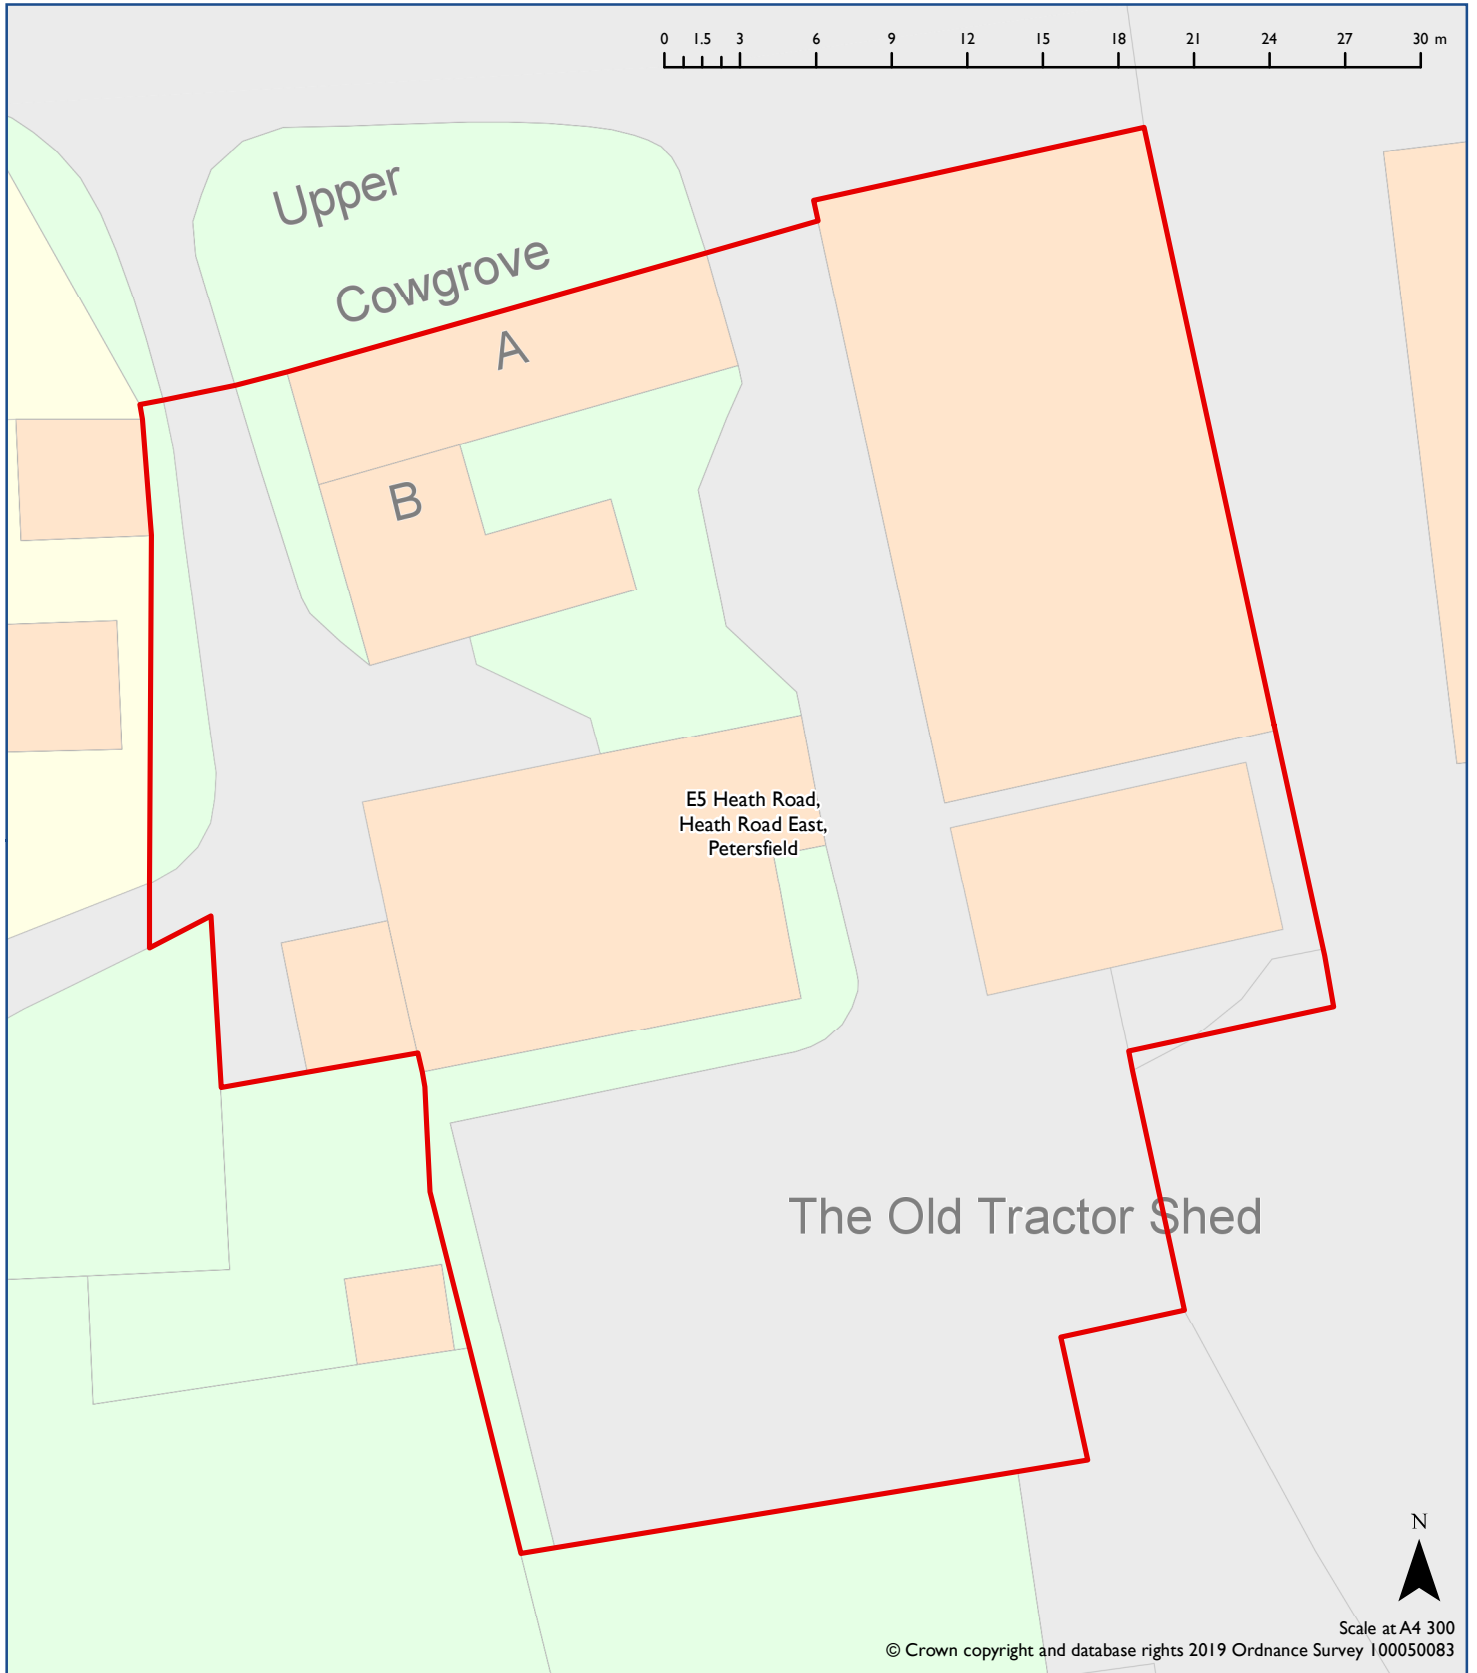 0 1.5 3 6 9 12 15 18 21 24 27 30 m
Upper
Cowgrove
A
B
E5 Heath Road,
Heath Road East,
Petersfield
The Old Tractor Shed
N
Scale at A4 300
© Crown copyright and database rights 2019 Ordnance Survey 100050083